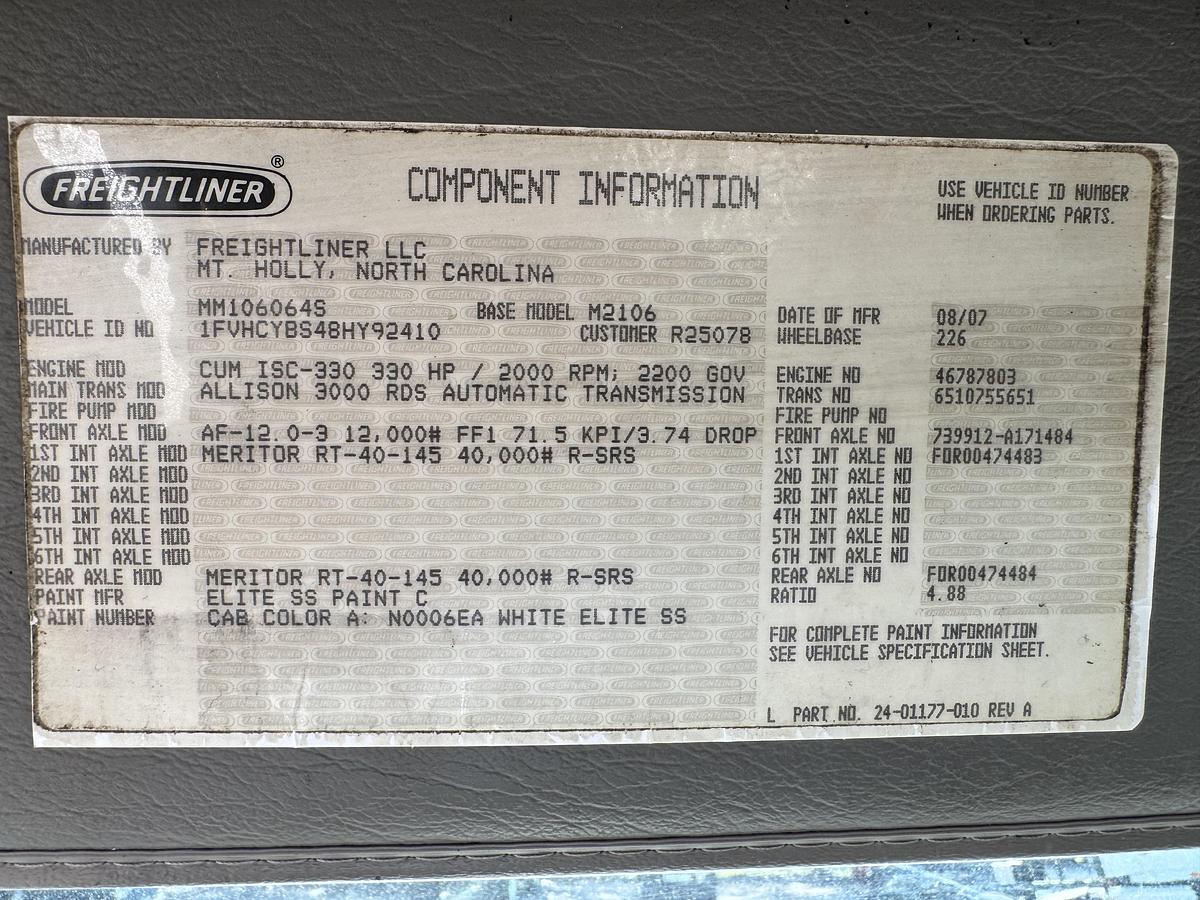 FREIGHTLINER ®
COMPONENT INFORMATION
USE VEHICLE ID NUMBER
WHEN ORDERING PARTS.
MANUFACTURED BY FREIGHTLINER LLC
MT. HOLLY, NORTH CAROLINA
MODEL MM106064S BASE MODEL M2106 DATE OF MFR 08/07
VEHICLE ID NO 1FVHCYBS48HY92410 CUSTOMER R25078 WHEELBASE 226
ENGINE MOD CUM ISC-330 330 HP / 2000 RPM; 2200 GOV ENGINE NO 46787803
MAIN TRANS MOD ALLISON 3000 RDS AUTOMATIC TRANSMISSION TRANS NO 6510755651
FIRE PUMP MOD FIRE PUMP NO
FRONT AXLE MOD AF-12.0-3 12,000# FF1 71.5 KPI/3.74 DROP FRONT AXLE NO 739912-A171484
1ST INT AXLE MOD MERITOR RT-40-145 40,000# R-SRS 1ST INT AXLE NO FOR00474483
2ND INT AXLE MOD 2ND INT AXLE NO
3RD INT AXLE MOD 3RD INT AXLE NO
4TH INT AXLE MOD 4TH INT AXLE NO
5TH INT AXLE MOD 5TH INT AXLE NO
6TH INT AXLE MOD 6TH INT AXLE NO
REAR AXLE MOD MERITOR RT-40-145 40,000# R-SRS REAR AXLE NO FOR00474484
PAINT MFR ELITE SS PAINT C RATIO 4.88
PAINT NUMBER CAB COLOR A: N0006EA WHITE ELITE SS
FOR COMPLETE PAINT INFORMATION
SEE VEHICLE SPECIFICATION SHEET.
L PART NO. 24-01177-010 REV A